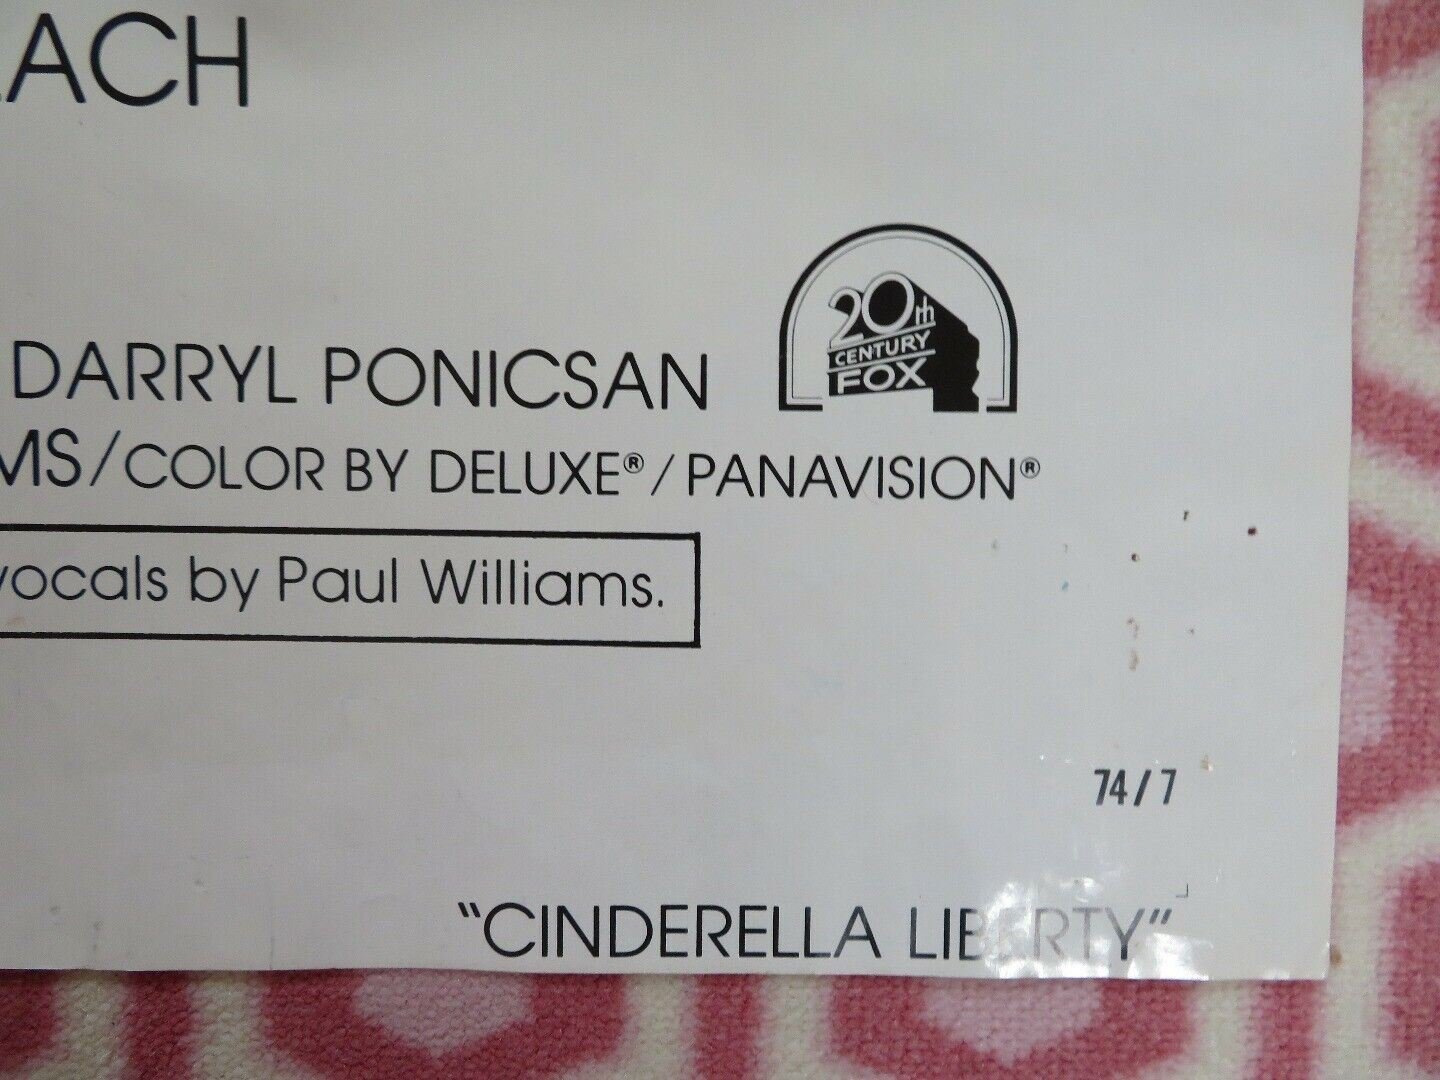 ACH
20th
CENTURY
FOX
DARRYL PONICSAN
MS/COLOR BY DELUXE®/PANAVISION®
vocals by Paul Williams.
74/7
"CINDERELLA LIBERTY"